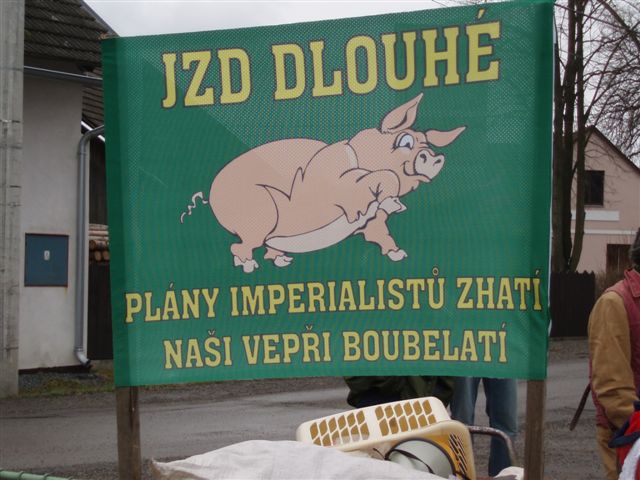 JZD DLOUHÉ
PLÁNY IMPERIALISTŮ ZHATÍ
NAŠI VEPŘI BOUBELATÍ